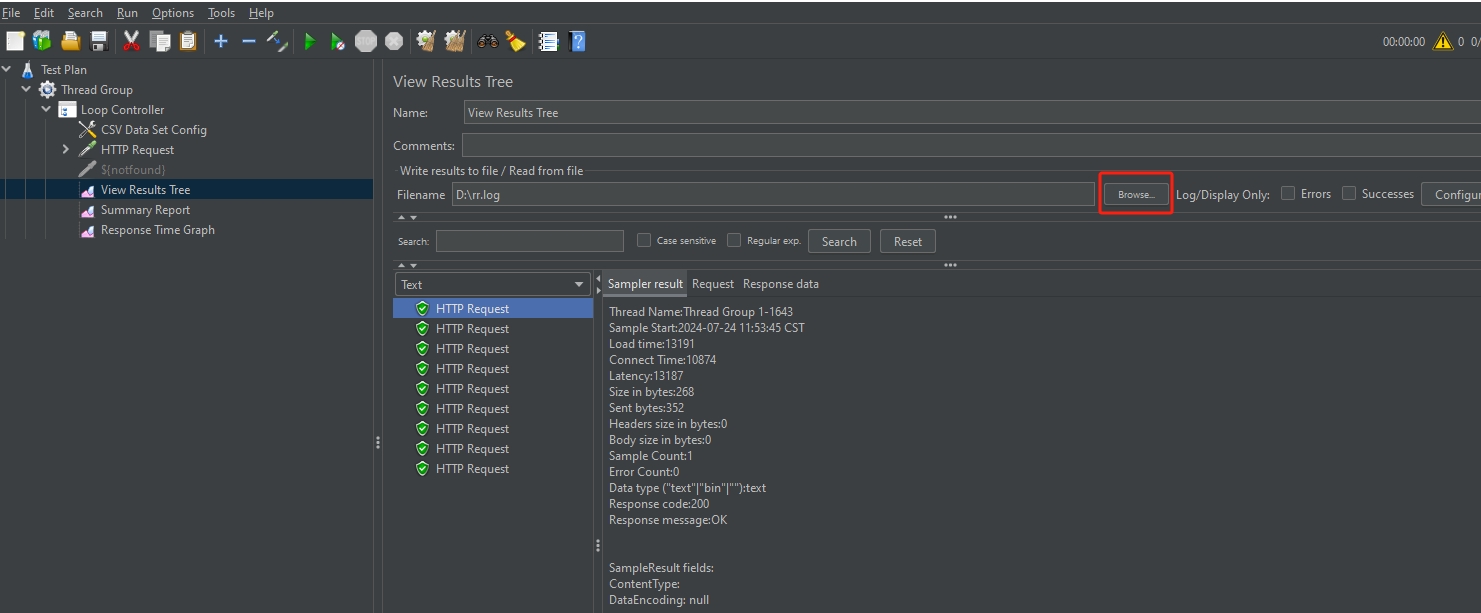 File Edit Search Run Options Tools Help
STOP
00:00:00 0 0/
Test Plan
Thread Group
Loop Controller
CSV Data Set Config
HTTP Request
${notfound}
View Results Tree
Summary Report
Response Time Graph
View Results Tree
Name: View Results Tree
Comments:
Write results to file / Read from file
Filename D:\rr.log Browse... Log/Display Only: Errors Successes Configur
Search: Case sensitive Regular exp. Search Reset
Text
HTTP Request
HTTP Request
HTTP Request
HTTP Request
HTTP Request
HTTP Request
HTTP Request
HTTP Request
HTTP Request
Sampler result Request Response data
Thread Name:Thread Group 1-1643
Sample Start:2024-07-24 11:53:45 CST
Load time:13191
Connect Time:10874
Latency:13187
Size in bytes:268
Sent bytes:352
Headers size in bytes:0
Body size in bytes:0
Sample Count:1
Error Count:0
Data type ("text"|"bin"|""):text
Response code:200
Response message:OK
SampleResult fields:
ContentType:
DataEncoding: null